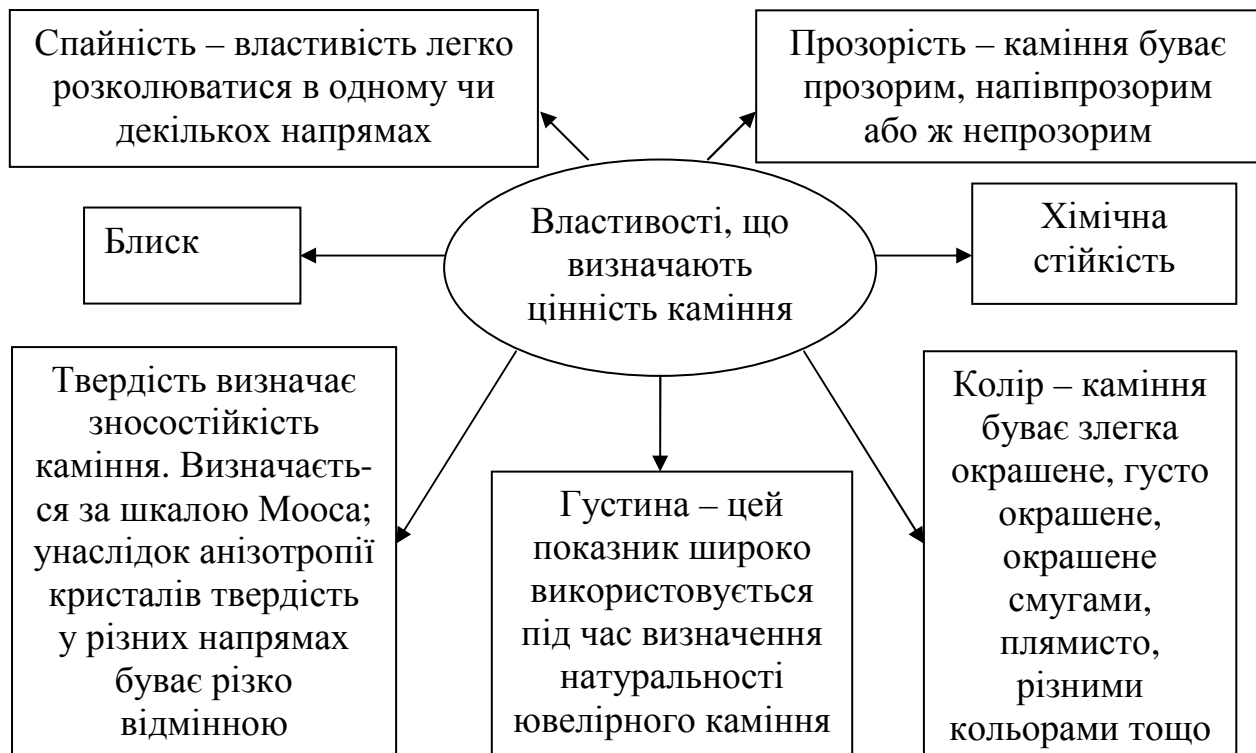 Спайність – властивість легко
розколюватися в одному чи
декількох напрямах
Прозорість – каміння буває
прозорим, напівпрозорим
або ж непрозорим
Блиск
Властивості, що
визначають
цінність каміння
Хімічна
стійкість
Твердість визначає
зносостійкість
каміння. Визначаєть-
ся за шкалою Мооса;
унаслідок анізотропії
кристалів твердість
у різних напрямах
буває різко
відмінною
Густина – цей
показник широко
використовується
під час визначення
натуральності
ювелірного каміння
Колір – каміння
буває злегка
окрашене, густо
окрашене,
окрашене
смугами,
плямисто,
різними
кольорами тощо